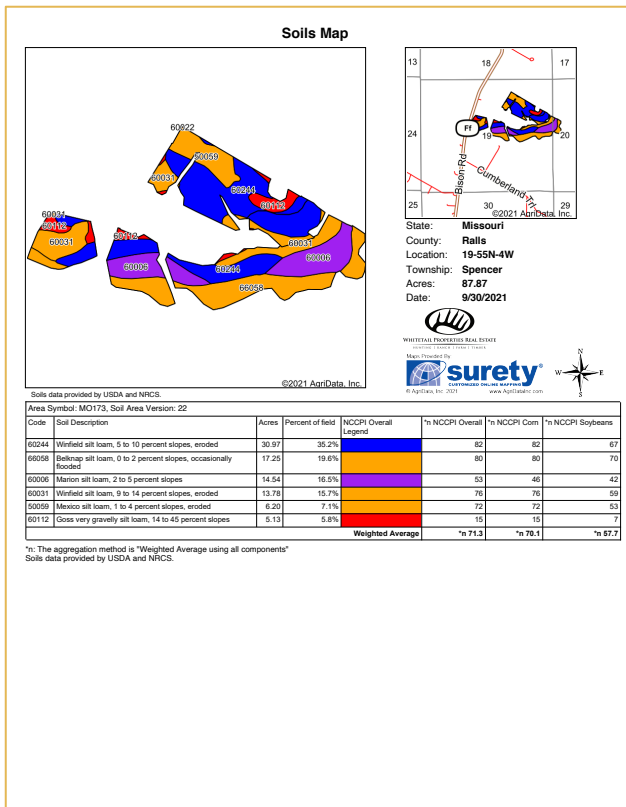 Soils Map
60022
50059
60031
60244
60112
60031
60112
60031
60112
60031
60006
60006
60244
66058
©2021 AgriData, Inc.
13
18
17
24
Ff
19
20
Bison Rd
Cumberland Trl
25
30
29
©2021 AgriData, Inc.
State: Missouri
County: Ralls
Location: 19-55N-4W
Township: Spencer
Acres: 87.87
Date: 9/30/2021
WHITETAIL PROPERTIES REAL ESTATE
HUNTING | RANCH | FARM | TIMBER
Maps Provided By
surety®
CUSTOMIZED ONLINE MAPPING
© AgriData, Inc. 2021 www.AgriDataInc.com
N
W E
S
Soils data provided by USDA and NRCS.
Area Symbol: MO173, Soil Area Version: 22
Code Soil Description Acres Percent of field NCCPI Overall Legend *n NCCPI Overall *n NCCPI Corn *n NCCPI Soybeans
60244 Winfield silt loam, 5 to 10 percent slopes, eroded 30.97 35.2% 82 82 67
66058 Belknap silt loam, 0 to 2 percent slopes, occasionally flooded 17.25 19.6% 80 80 70
60006 Marion silt loam, 2 to 5 percent slopes 14.54 16.5% 53 46 42
60031 Winfield silt loam, 9 to 14 percent slopes, eroded 13.78 15.7% 76 76 59
50059 Mexico silt loam, 1 to 4 percent slopes, eroded 6.20 7.1% 72 72 53
60112 Goss very gravelly silt loam, 14 to 45 percent slopes 5.13 5.8% 15 15 7
Weighted Average *n 71.3 *n 70.1 *n 57.7
*n: The aggregation method is "Weighted Average using all components"
Soils data provided by USDA and NRCS.